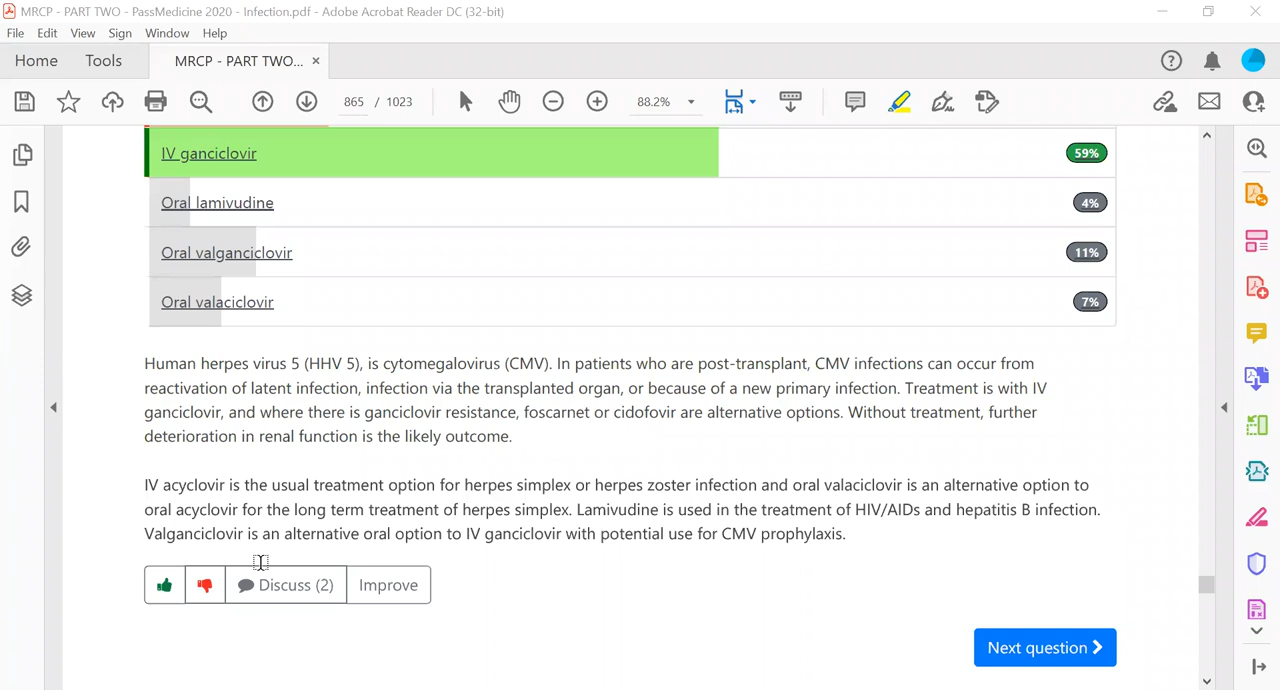 MRCP - PART TWO - PassMedicine 2020 - Infection.pdf - Adobe Acrobat Reader DC (32-bit)
File Edit View Sign Window Help
Home Tools MRCP - PART TWO... ×
865 / 1023 88.2%
IV ganciclovir 59%
Oral lamivudine 4%
Oral valganciclovir 11%
Oral valaciclovir 7%
Human herpes virus 5 (HHV 5), is cytomegalovirus (CMV). In patients who are post-transplant, CMV infections can occur from
reactivation of latent infection, infection via the transplanted organ, or because of a new primary infection. Treatment is with IV
ganciclovir, and where there is ganciclovir resistance, foscarnet or cidofovir are alternative options. Without treatment, further
deterioration in renal function is the likely outcome.
IV acyclovir is the usual treatment option for herpes simplex or herpes zoster infection and oral valaciclovir is an alternative option to
oral acyclovir for the long term treatment of herpes simplex. Lamivudine is used in the treatment of HIV/AIDs and hepatitis B infection.
Valganciclovir is an alternative oral option to IV ganciclovir with potential use for CMV prophylaxis.
Discuss (2) Improve
Next question